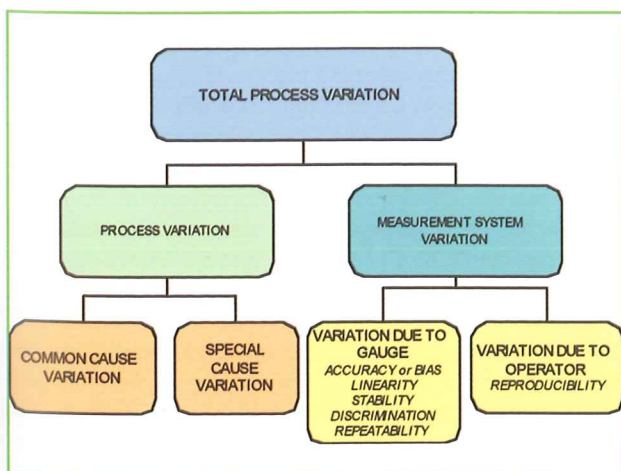 TOTAL PROCESS VARIATION
PROCESS VARIATION
MEASUREMENT SYSTEM
VARIATION
COMMON CAUSE
VARIATION
SPECIAL
CAUSE
VARIATION
VARIATION DUE TO
GAUGE
ACCURACY or BIAS
LINEARITY
STABILITY
DISCRIMINATION
REPEATABILITY
VARIATION DUE TO
OPERATOR
REPRODUCIBILITY